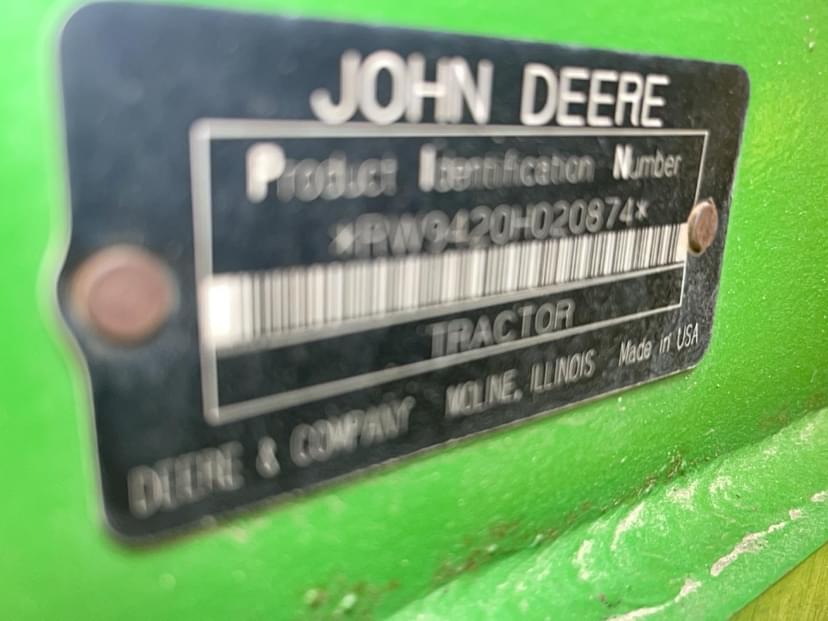 JOHN DEERE
Product Identification Number
*RW9420H020874*
TRACTOR
DEERE & COMPANY MOLINE, ILLINOIS Made in USA